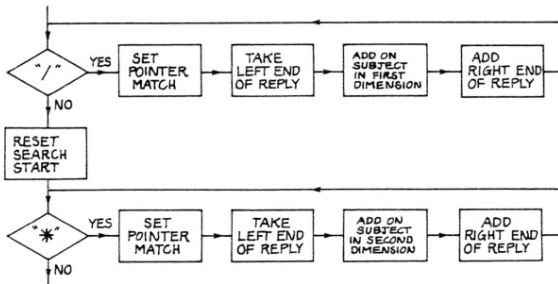 "/"
YES
SET
POINTER
MATCH
TAKE
LEFT END
OF REPLY
ADD ON
SUBJECT
IN FIRST
DIMENSION
ADD
RIGHT END
OF REPLY
NO
RESET
SEARCH
START
"*"
YES
SET
POINTER
MATCH
TAKE
LEFT END
OF REPLY
ADD ON
SUBJECT
IN SECOND
DIMENSION
ADD
RIGHT END
OF REPLY
NO